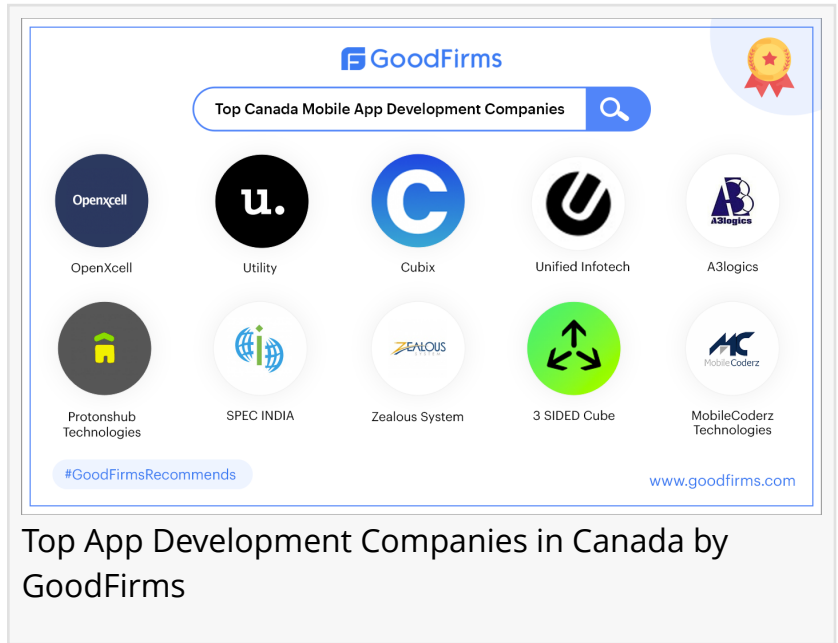 GoodFirms
Top Canada Mobile App Development Companies
Openxcell
u.
C
A3logics
OpenXcell
Utility
Cubix
Unified Infotech
A3logics
i
ZEALOUS
SYSTEM
MC
MobileCoderz
Protonshub
Technologies
SPEC INDIA
Zealous System
3 SIDED Cube
MobileCoderz
Technologies
#GoodFirmsRecommends
www.goodfirms.com
Top App Development Companies in Canada by
GoodFirms